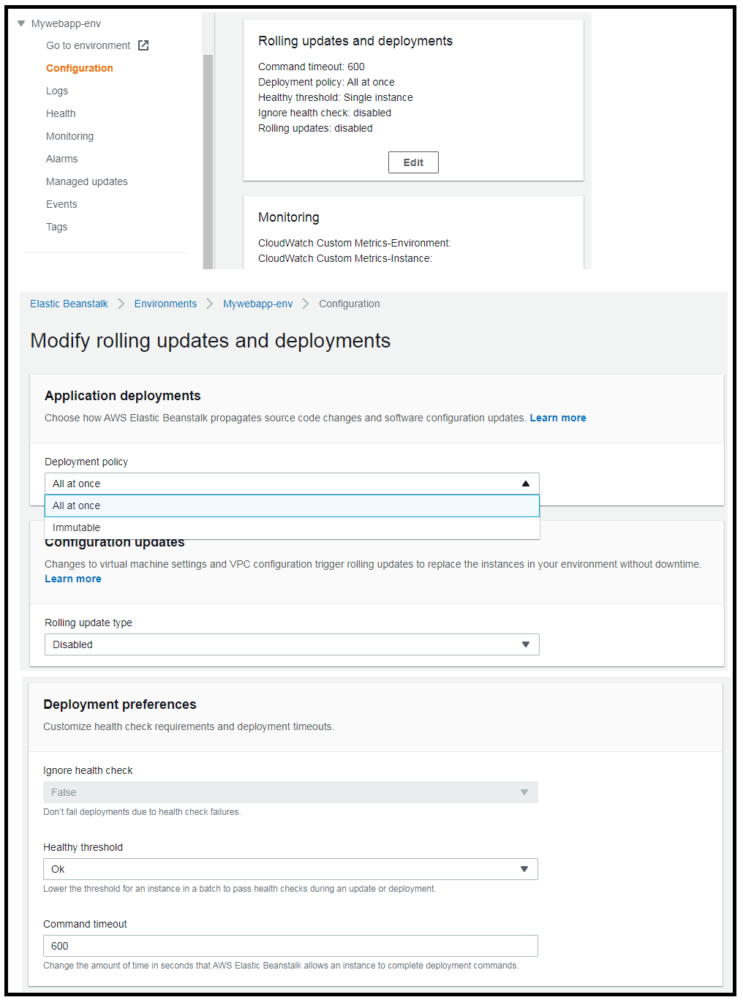 Mywebapp-env
Go to environment
Configuration
Logs
Health
Monitoring
Alarms
Managed updates
Events
Tags
Rolling updates and deployments
Command timeout: 600
Deployment policy: All at once
Healthy threshold: Single instance
Ignore health check: disabled
Rolling updates: disabled
Edit
Monitoring
CloudWatch Custom Metrics-Environment:
CloudWatch Custom Metrics-Instance:
Elastic Beanstalk > Environments > Mywebapp-env > Configuration
Modify rolling updates and deployments
Application deployments
Choose how AWS Elastic Beanstalk propagates source code changes and software configuration updates. Learn more
Deployment policy
All at once
All at once
Immutable
Configuration updates
Changes to virtual machine settings and VPC configuration trigger rolling updates to replace the instances in your environment without downtime.
Learn more
Rolling update type
Disabled
Deployment preferences
Customize health check requirements and deployment timeouts.
Ignore health check
False
Don't fail deployments due to health check failures.
Healthy threshold
Ok
Lower the threshold for an instance in a batch to pass health checks during an update or deployment.
Command timeout
600
Change the amount of time in seconds that AWS Elastic Beanstalk allows an instance to complete deployment commands.